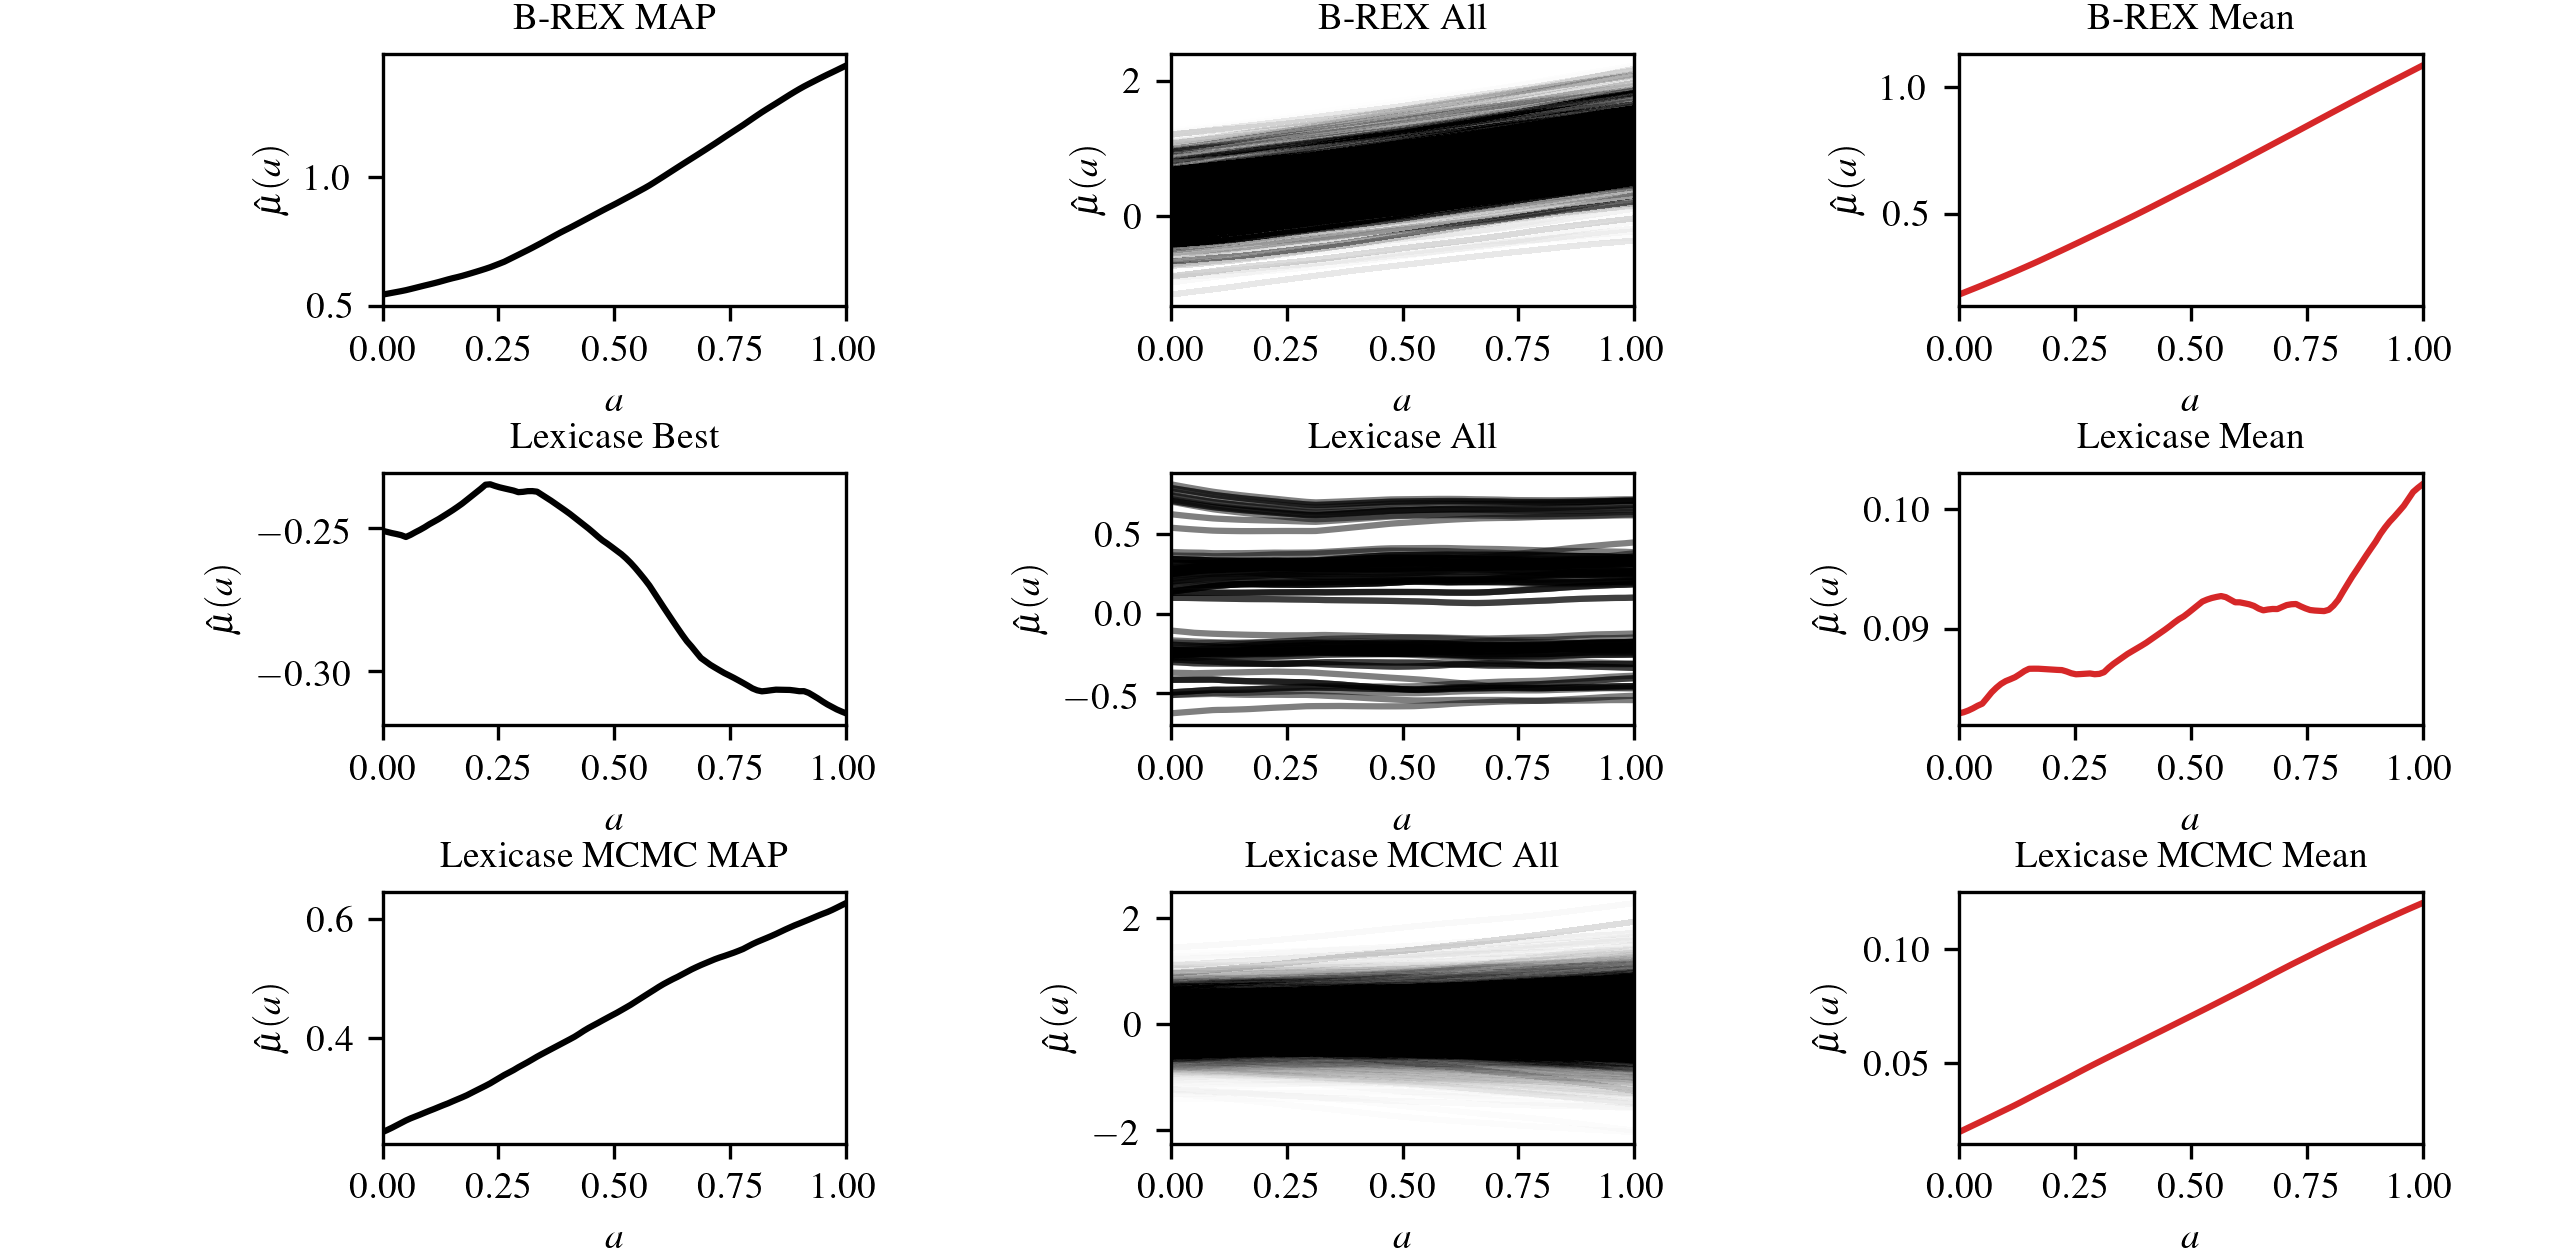 B-REX MAP
B-REX All
B-REX Mean
μ̂(a)
1.0
0.5
0.00 0.25 0.50 0.75 1.00
a
μ̂(a)
2
0
0.00 0.25 0.50 0.75 1.00
a
μ̂(a)
1.0
0.5
0.00 0.25 0.50 0.75 1.00
a
Lexicase Best
Lexicase All
Lexicase Mean
μ̂(a)
−0.25
−0.30
0.00 0.25 0.50 0.75 1.00
a
μ̂(a)
0.5
0.0
−0.5
0.00 0.25 0.50 0.75 1.00
a
μ̂(a)
0.10
0.09
0.00 0.25 0.50 0.75 1.00
a
Lexicase MCMC MAP
Lexicase MCMC All
Lexicase MCMC Mean
μ̂(a)
0.6
0.4
0.00 0.25 0.50 0.75 1.00
a
μ̂(a)
2
0
−2
0.00 0.25 0.50 0.75 1.00
a
μ̂(a)
0.10
0.05
0.00 0.25 0.50 0.75 1.00
a